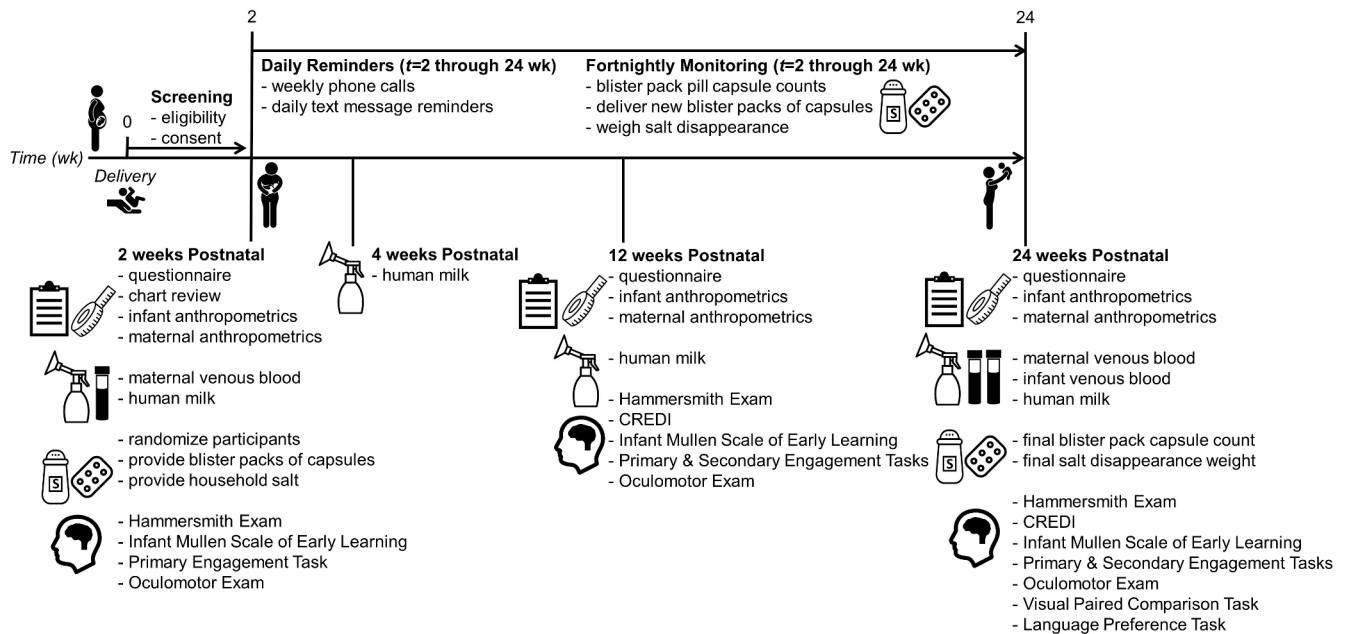 2
24
Daily Reminders (t=2 through 24 wk)
- weekly phone calls
- daily text message reminders
Fortnightly Monitoring (t=2 through 24 wk)
- blister pack pill capsule counts
- deliver new blister packs of capsules
- weigh salt disappearance
S
Screening
- eligibility
- consent
0
Time (wk)
Delivery
2 weeks Postnatal
- questionnaire
- chart review
- infant anthropometrics
- maternal anthropometrics
- maternal venous blood
- human milk
- randomize participants
- provide blister packs of capsules
- provide household salt
S
- Hammersmith Exam
- Infant Mullen Scale of Early Learning
- Primary Engagement Task
- Oculomotor Exam
4 weeks Postnatal
- human milk
12 weeks Postnatal
- questionnaire
- infant anthropometrics
- maternal anthropometrics
- human milk
- Hammersmith Exam
- CREDI
- Infant Mullen Scale of Early Learning
- Primary & Secondary Engagement Tasks
- Oculomotor Exam
24 weeks Postnatal
- questionnaire
- infant anthropometrics
- maternal anthropometrics
- maternal venous blood
- infant venous blood
- human milk
- final blister pack capsule count
- final salt disappearance weight
S
- Hammersmith Exam
- CREDI
- Infant Mullen Scale of Early Learning
- Primary & Secondary Engagement Tasks
- Oculomotor Exam
- Visual Paired Comparison Task
- Language Preference Task